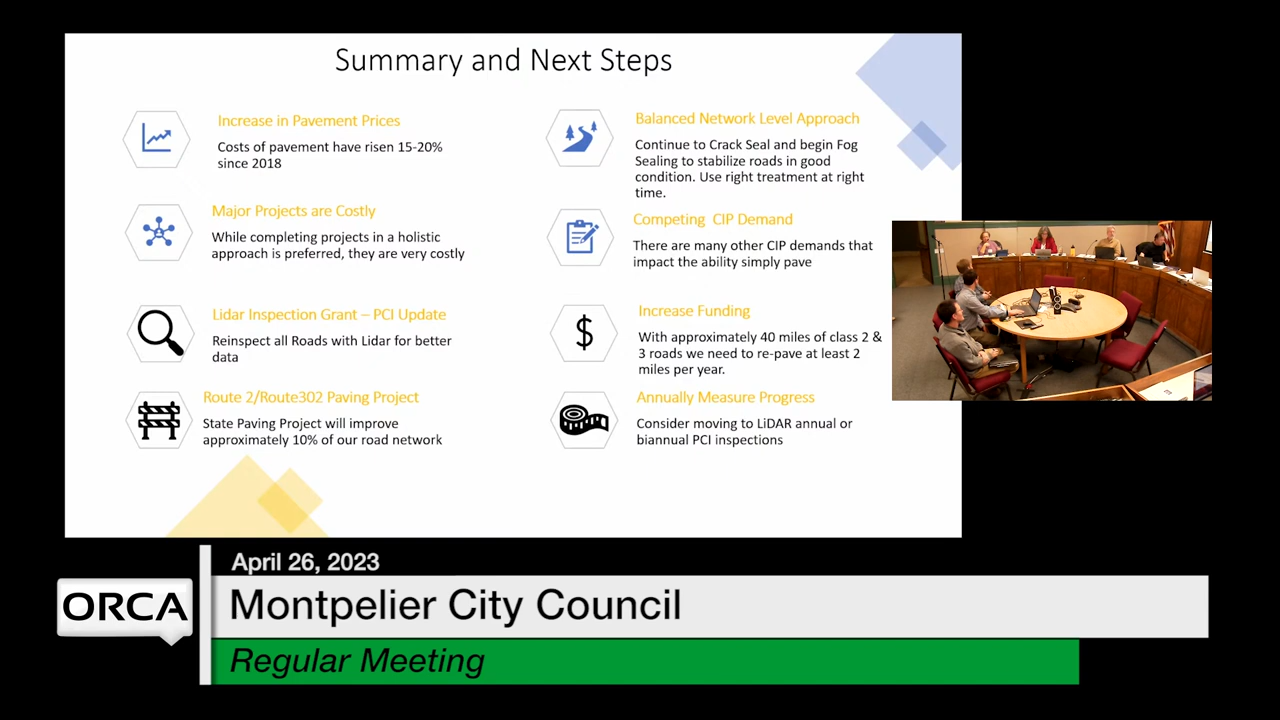 Summary and Next Steps
Increase in Pavement Prices
Costs of pavement have risen 15-20%
since 2018
Major Projects are Costly
While completing projects in a holistic
approach is preferred, they are very costly
Lidar Inspection Grant – PCI Update
Reinspect all Roads with Lidar for better
data
Route 2/Route302 Paving Project
State Paving Project will improve
approximately 10% of our road network
Balanced Network Level Approach
Continue to Crack Seal and begin Fog
Sealing to stabilize roads in good
condition. Use right treatment at right
time.
Competing CIP Demand
There are many other CIP demands that
impact the ability simply pave
$
Increase Funding
With approximately 40 miles of class 2 &
3 roads we need to re-pave at least 2
miles per year.
Annually Measure Progress
Consider moving to LiDAR annual or
biannual PCI inspections
April 26, 2023
ORCA
Montpelier City Council
Regular Meeting